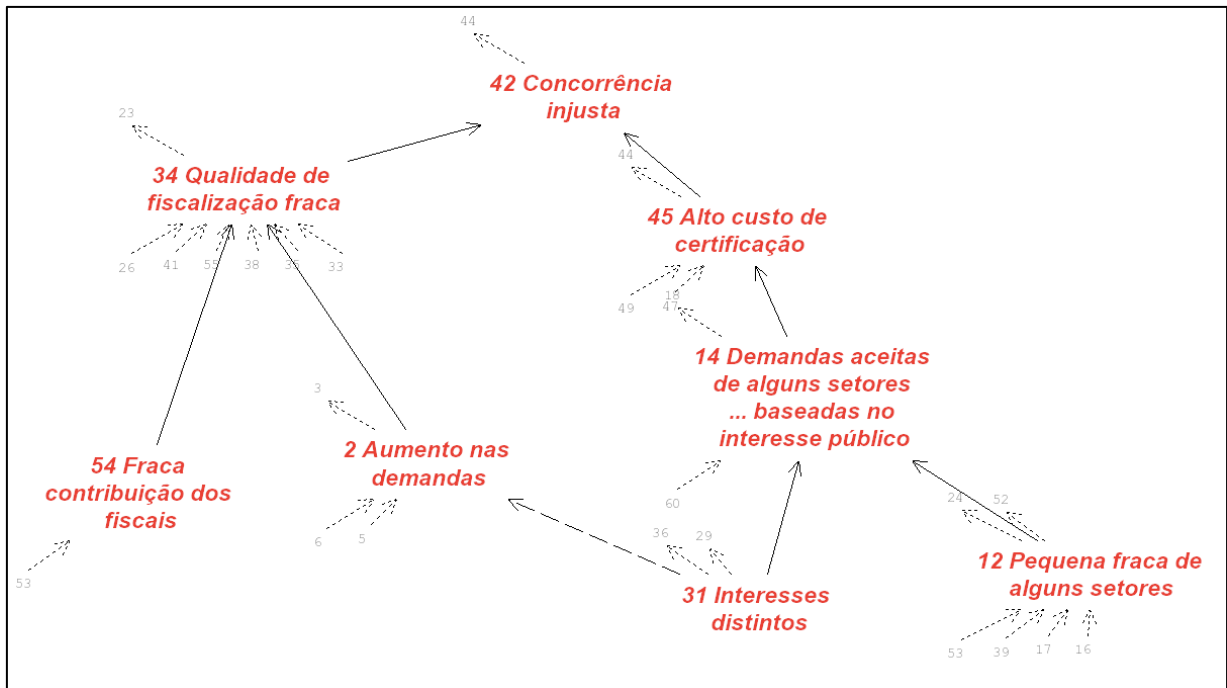 44
42 Concorrência
injusta
23
34 Qualidade de
fiscalização fraca
44
45 Alto custo de
certificação
26
41
55
38
35
33
49
18
47
14 Demandas aceitas
de alguns setores
... baseadas no
interesse público
3
2 Aumento nas
demandas
54 Fraca
contribuição dos
fiscais
60
24
52
6
5
36
29
53
12 Pequena fraca de
alguns setores
31 Interesses
distintos
53
39
17
16